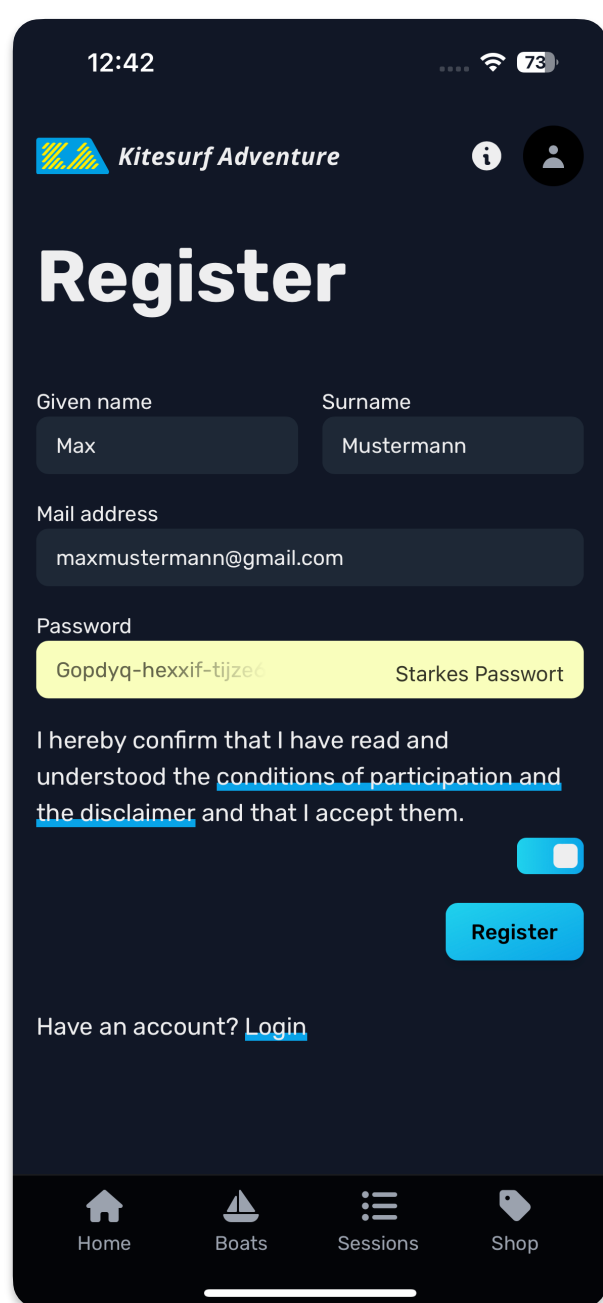 12:42
73
Kitesurf Adventure
Register
Given name
Surname
Max
Mustermann
Mail address
maxmustermann@gmail.com
Password
Gopdyq-hexxif-tijze6
Starkes Passwort
I hereby confirm that I have read and
understood the conditions of participation and
the disclaimer and that I accept them.
Register
Have an account? Login
Home
Boats
Sessions
Shop